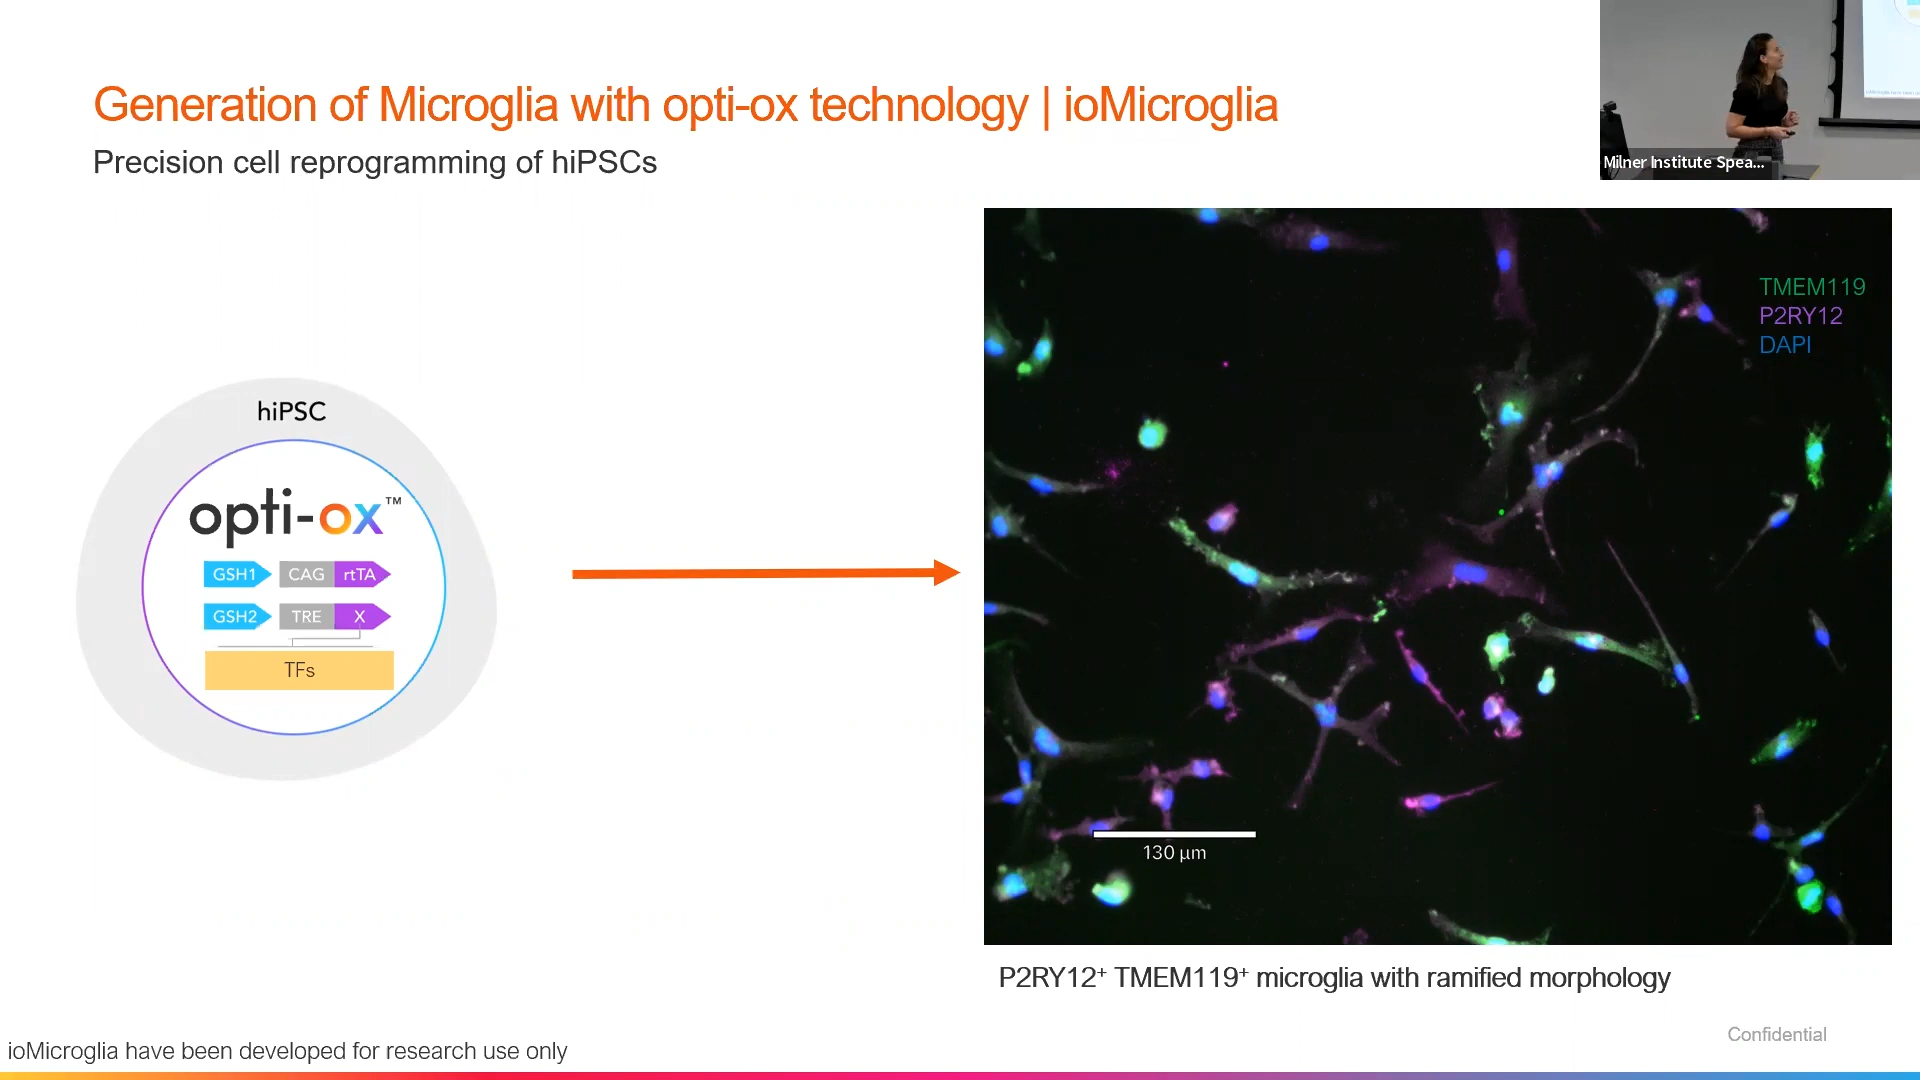 Generation of Microglia with opti-ox technology | ioMicroglia
Precision cell reprogramming of hiPSCs
Milner Institute Spea...
hiPSC
opti-ox™
GSH1 CAG rtTA
GSH2 TRE X
TFs
TMEM119
P2RY12
DAPI
130 µm
P2RY12⁺ TMEM119⁺ microglia with ramified morphology
Confidential
ioMicroglia have been developed for research use only